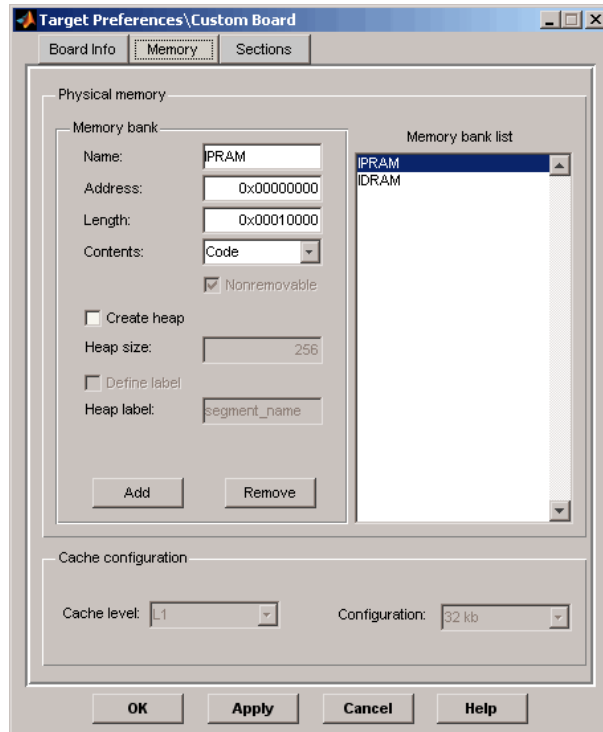 Target Preferences\Custom Board
Board Info Memory Sections
Physical memory
Memory bank
Memory bank list
Name: IPRAM
IPRAM
Address: 0x00000000
IDRAM
Length: 0x00010000
Contents: Code
Nonremovable
Create heap
Heap size: 256
Define label
Heap label: segment_name
Add Remove
Cache configuration
Cache level: L1 Configuration: 32 kb
OK Apply Cancel Help